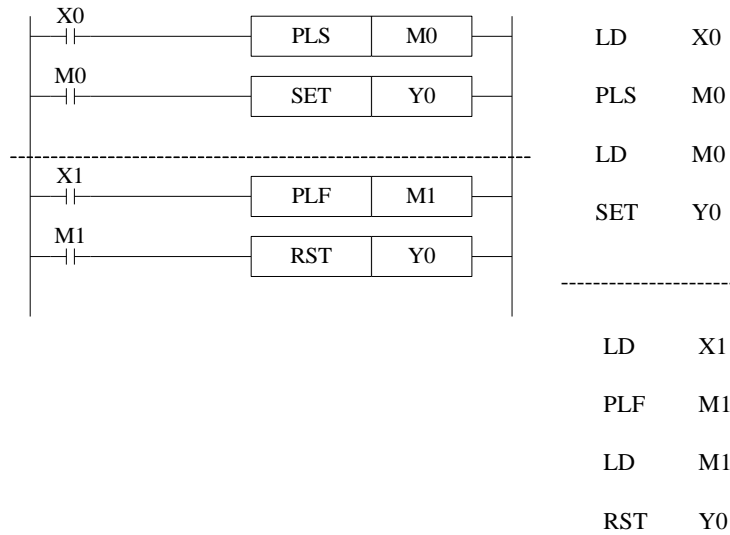 X0
PLS M0
M0
SET Y0
X1
PLF M1
M1
RST Y0
LD X0
PLS M0
LD M0
SET Y0
LD X1
PLF M1
LD M1
RST Y0